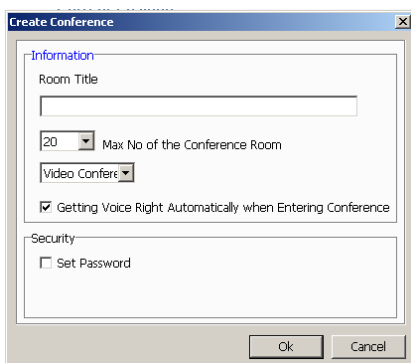 Create Conference
Information
Room Title
20 Max No of the Conference Room
Video Confere
Getting Voice Right Automatically when Entering Conference
Security
Set Password
Ok Cancel